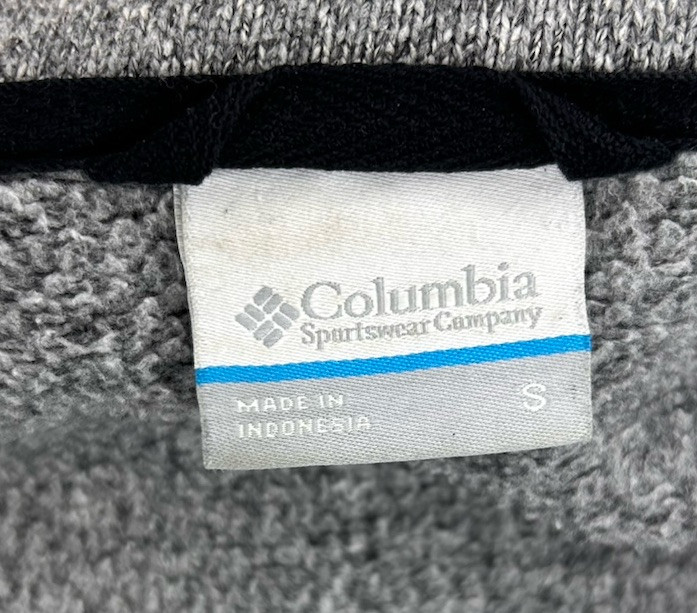 Columbia
Sportswear Company
MADE IN
INDONESIA
S